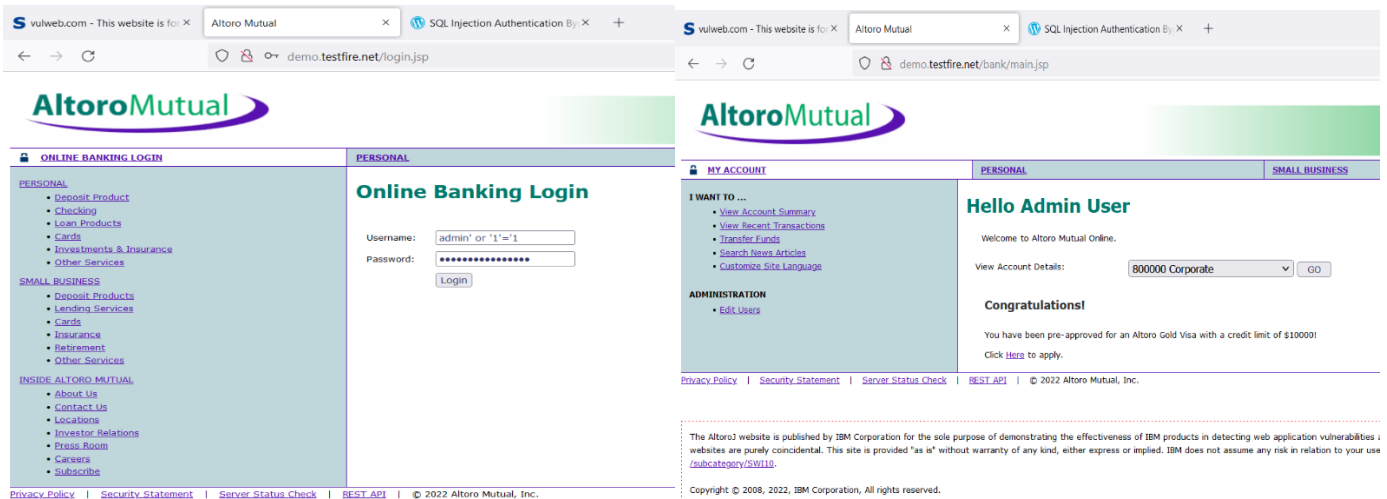 vulweb.com - This website is for
Altoro Mutual
SQL Injection Authentication By
demo.testfire.net/login.jsp
AltoroMutual
ONLINE BANKING LOGIN
PERSONAL
PERSONAL
Deposit Product
Checking
Loan Products
Cards
Investments & Insurance
Other Services
SMALL BUSINESS
Deposit Products
Lending Services
Cards
Insurance
Retirement
Other Services
INSIDE ALTORO MUTUAL
About Us
Contact Us
Locations
Investor Relations
Press Room
Careers
Subscribe
Online Banking Login
Username: admin' or '1'='1
Password: ••••••••••••••••
Login
Privacy Policy | Security Statement | Server Status Check | REST API | © 2022 Altoro Mutual, Inc.
vulweb.com - This website is for
Altoro Mutual
SQL Injection Authentication By
demo.testfire.net/bank/main.jsp
AltoroMutual
MY ACCOUNT
PERSONAL
SMALL BUSINESS
I WANT TO ...
View Account Summary
View Recent Transactions
Transfer Funds
Search News Articles
Customize Site Language
ADMINISTRATION
Edit Users
Hello Admin User
Welcome to Altoro Mutual Online.
View Account Details: 800000 Corporate GO
Congratulations!
You have been pre-approved for an Altoro Gold Visa with a credit limit of $10000!
Click Here to apply.
Privacy Policy | Security Statement | Server Status Check | REST API | © 2022 Altoro Mutual, Inc.
The AltoroJ website is published by IBM Corporation for the sole purpose of demonstrating the effectiveness of IBM products in detecting web application vulnerabilities
websites are purely coincidental. This site is provided "as is" without warranty of any kind, either express or implied. IBM does not assume any risk in relation to your use
/subcategory/SWI10.
Copyright © 2008, 2022, IBM Corporation, All rights reserved.